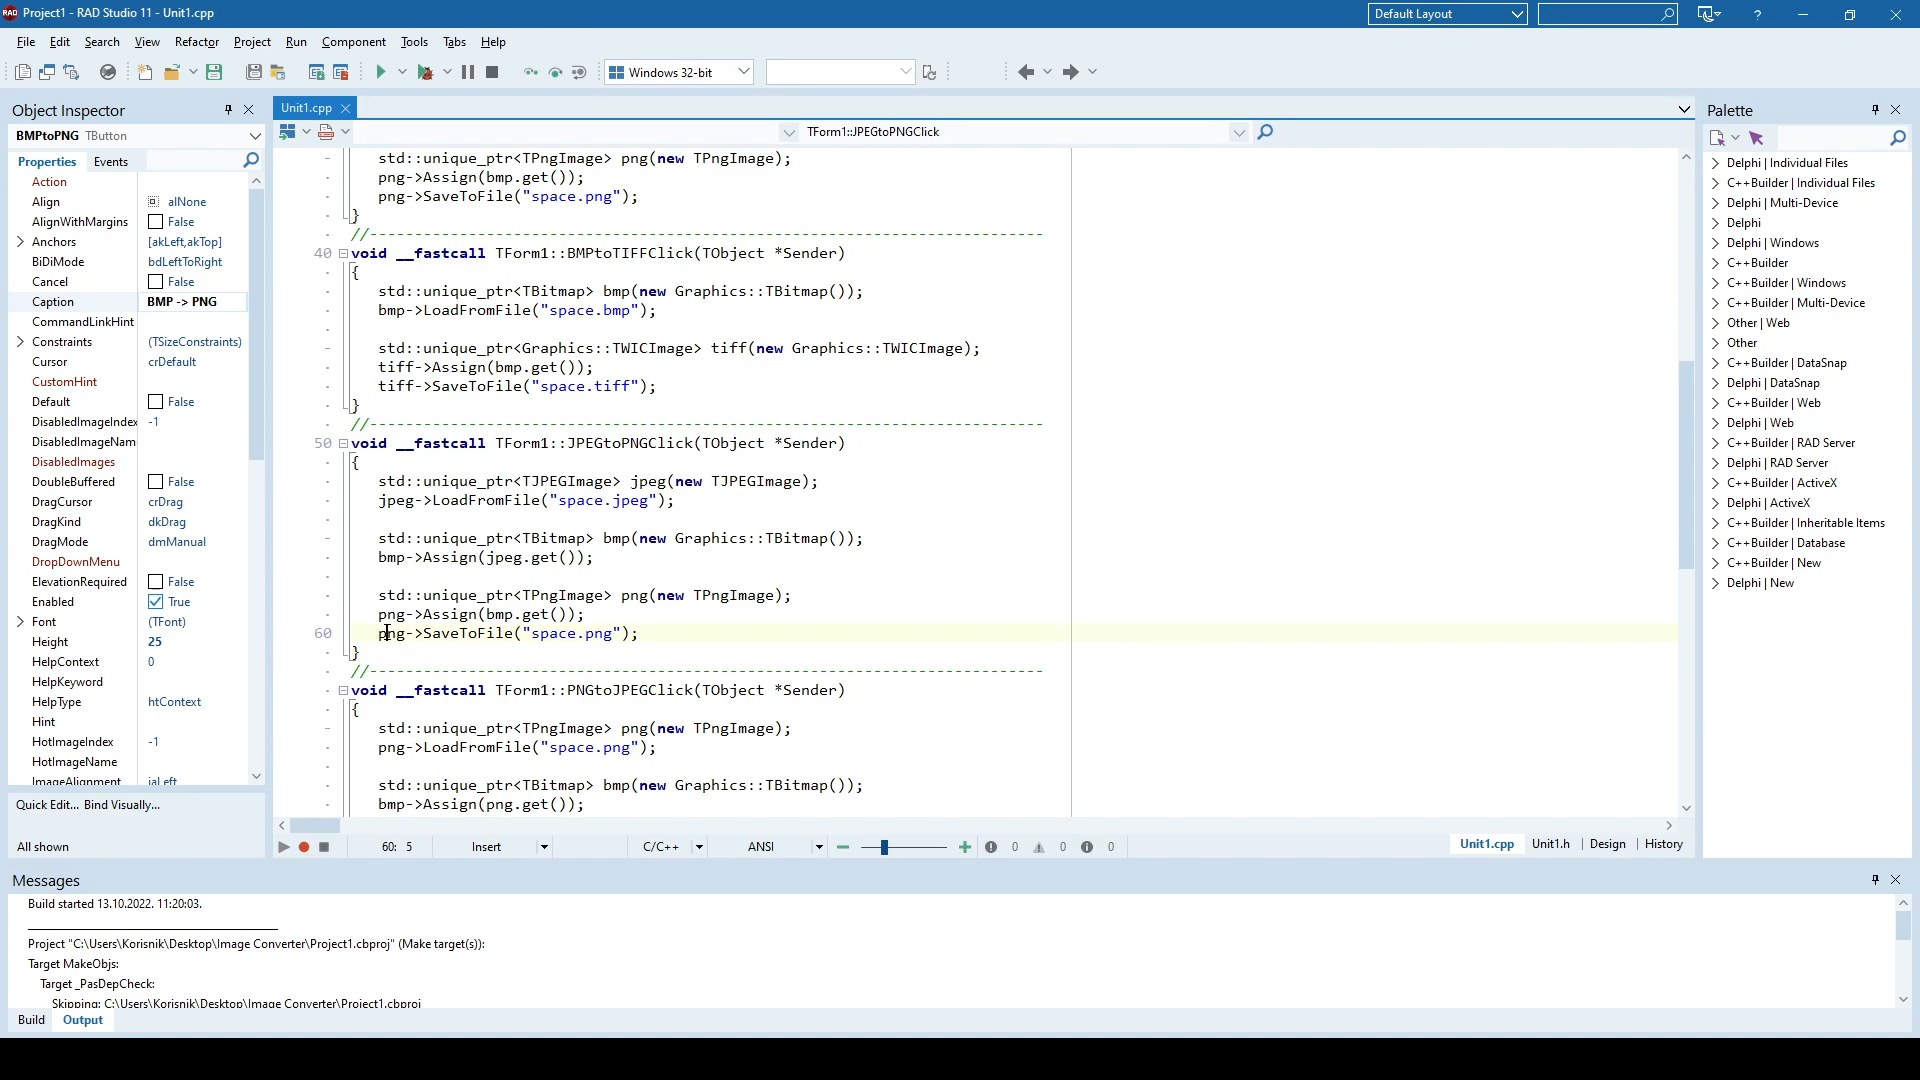 Project1 - RAD Studio 11 - Unit1.cpp
Default Layout
File Edit Search View Refactor Project Run Component Tools Tabs Help
Windows 32-bit
Object Inspector
BMPtoPNG TButton
Properties Events
Action
Align alNone
AlignWithMargins False
Anchors [akLeft,akTop]
BiDiMode bdLeftToRight
Cancel False
Caption BMP -> PNG
CommandLinkHint
Constraints (TSizeConstraints)
Cursor crDefault
CustomHint
Default False
DisabledImageIndex -1
DisabledImageNam
DisabledImages
DoubleBuffered False
DragCursor crDrag
DragKind dkDrag
DragMode dmManual
DropDownMenu
ElevationRequired False
Enabled True
Font (TFont)
Height 25
HelpContext 0
HelpKeyword
HelpType htContext
Hint
HotImageIndex -1
HotImageName
ImageAlignment iaLeft
Quick Edit... Bind Visually...
All shown
Unit1.cpp
TForm1::JPEGtoPNGClick
std::unique_ptr<TPngImage> png(new TPngImage);
png->Assign(bmp.get());
png->SaveToFile("space.png");
}
//---------------------------------------------------------------------------
40 void __fastcall TForm1::BMPtoTIFFClick(TObject *Sender)
{
std::unique_ptr<TBitmap> bmp(new Graphics::TBitmap());
bmp->LoadFromFile("space.bmp");
std::unique_ptr<Graphics::TWICImage> tiff(new Graphics::TWICImage);
tiff->Assign(bmp.get());
tiff->SaveToFile("space.tiff");
}
//---------------------------------------------------------------------------
50 void __fastcall TForm1::JPEGtoPNGClick(TObject *Sender)
{
std::unique_ptr<TJPEGImage> jpeg(new TJPEGImage);
jpeg->LoadFromFile("space.jpeg");
std::unique_ptr<TBitmap> bmp(new Graphics::TBitmap());
bmp->Assign(jpeg.get());
std::unique_ptr<TPngImage> png(new TPngImage);
png->Assign(bmp.get());
60 png->SaveToFile("space.png");
}
//---------------------------------------------------------------------------
void __fastcall TForm1::PNGtoJPEGClick(TObject *Sender)
{
std::unique_ptr<TPngImage> png(new TPngImage);
png->LoadFromFile("space.png");
std::unique_ptr<TBitmap> bmp(new Graphics::TBitmap());
bmp->Assign(png.get());
60: 5 Insert C/C++ ANSI 0 0 0
Unit1.cpp Unit1.h Design History
Palette
Delphi | Individual Files
C++Builder | Individual Files
Delphi | Multi-Device
Delphi
Delphi | Windows
C++Builder
C++Builder | Windows
C++Builder | Multi-Device
Other | Web
Other
C++Builder | DataSnap
Delphi | DataSnap
C++Builder | Web
Delphi | Web
C++Builder | RAD Server
Delphi | RAD Server
C++Builder | ActiveX
Delphi | ActiveX
C++Builder | Inheritable Items
C++Builder | Database
C++Builder | New
Delphi | New
Messages
Build started 13.10.2022. 11:20:03.
Project "C:\Users\Korisnik\Desktop\Image Converter\Project1.cbproj" (Make target(s)):
Target MakeObjs:
Target _PasDepCheck:
Skipping: C:\Users\Korisnik\Desktop\Image Converter\Project1.cbproj
Build Output